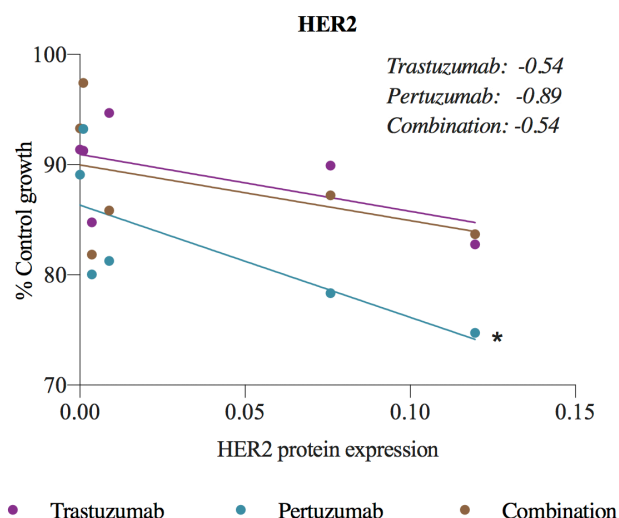 HER2
Trastuzumab: -0.54
Pertuzumab: -0.89
Combination: -0.54
% Control growth
100
90
80
70
*
0.00 0.05 0.10 0.15
HER2 protein expression
Trastuzumab Pertuzumab Combination